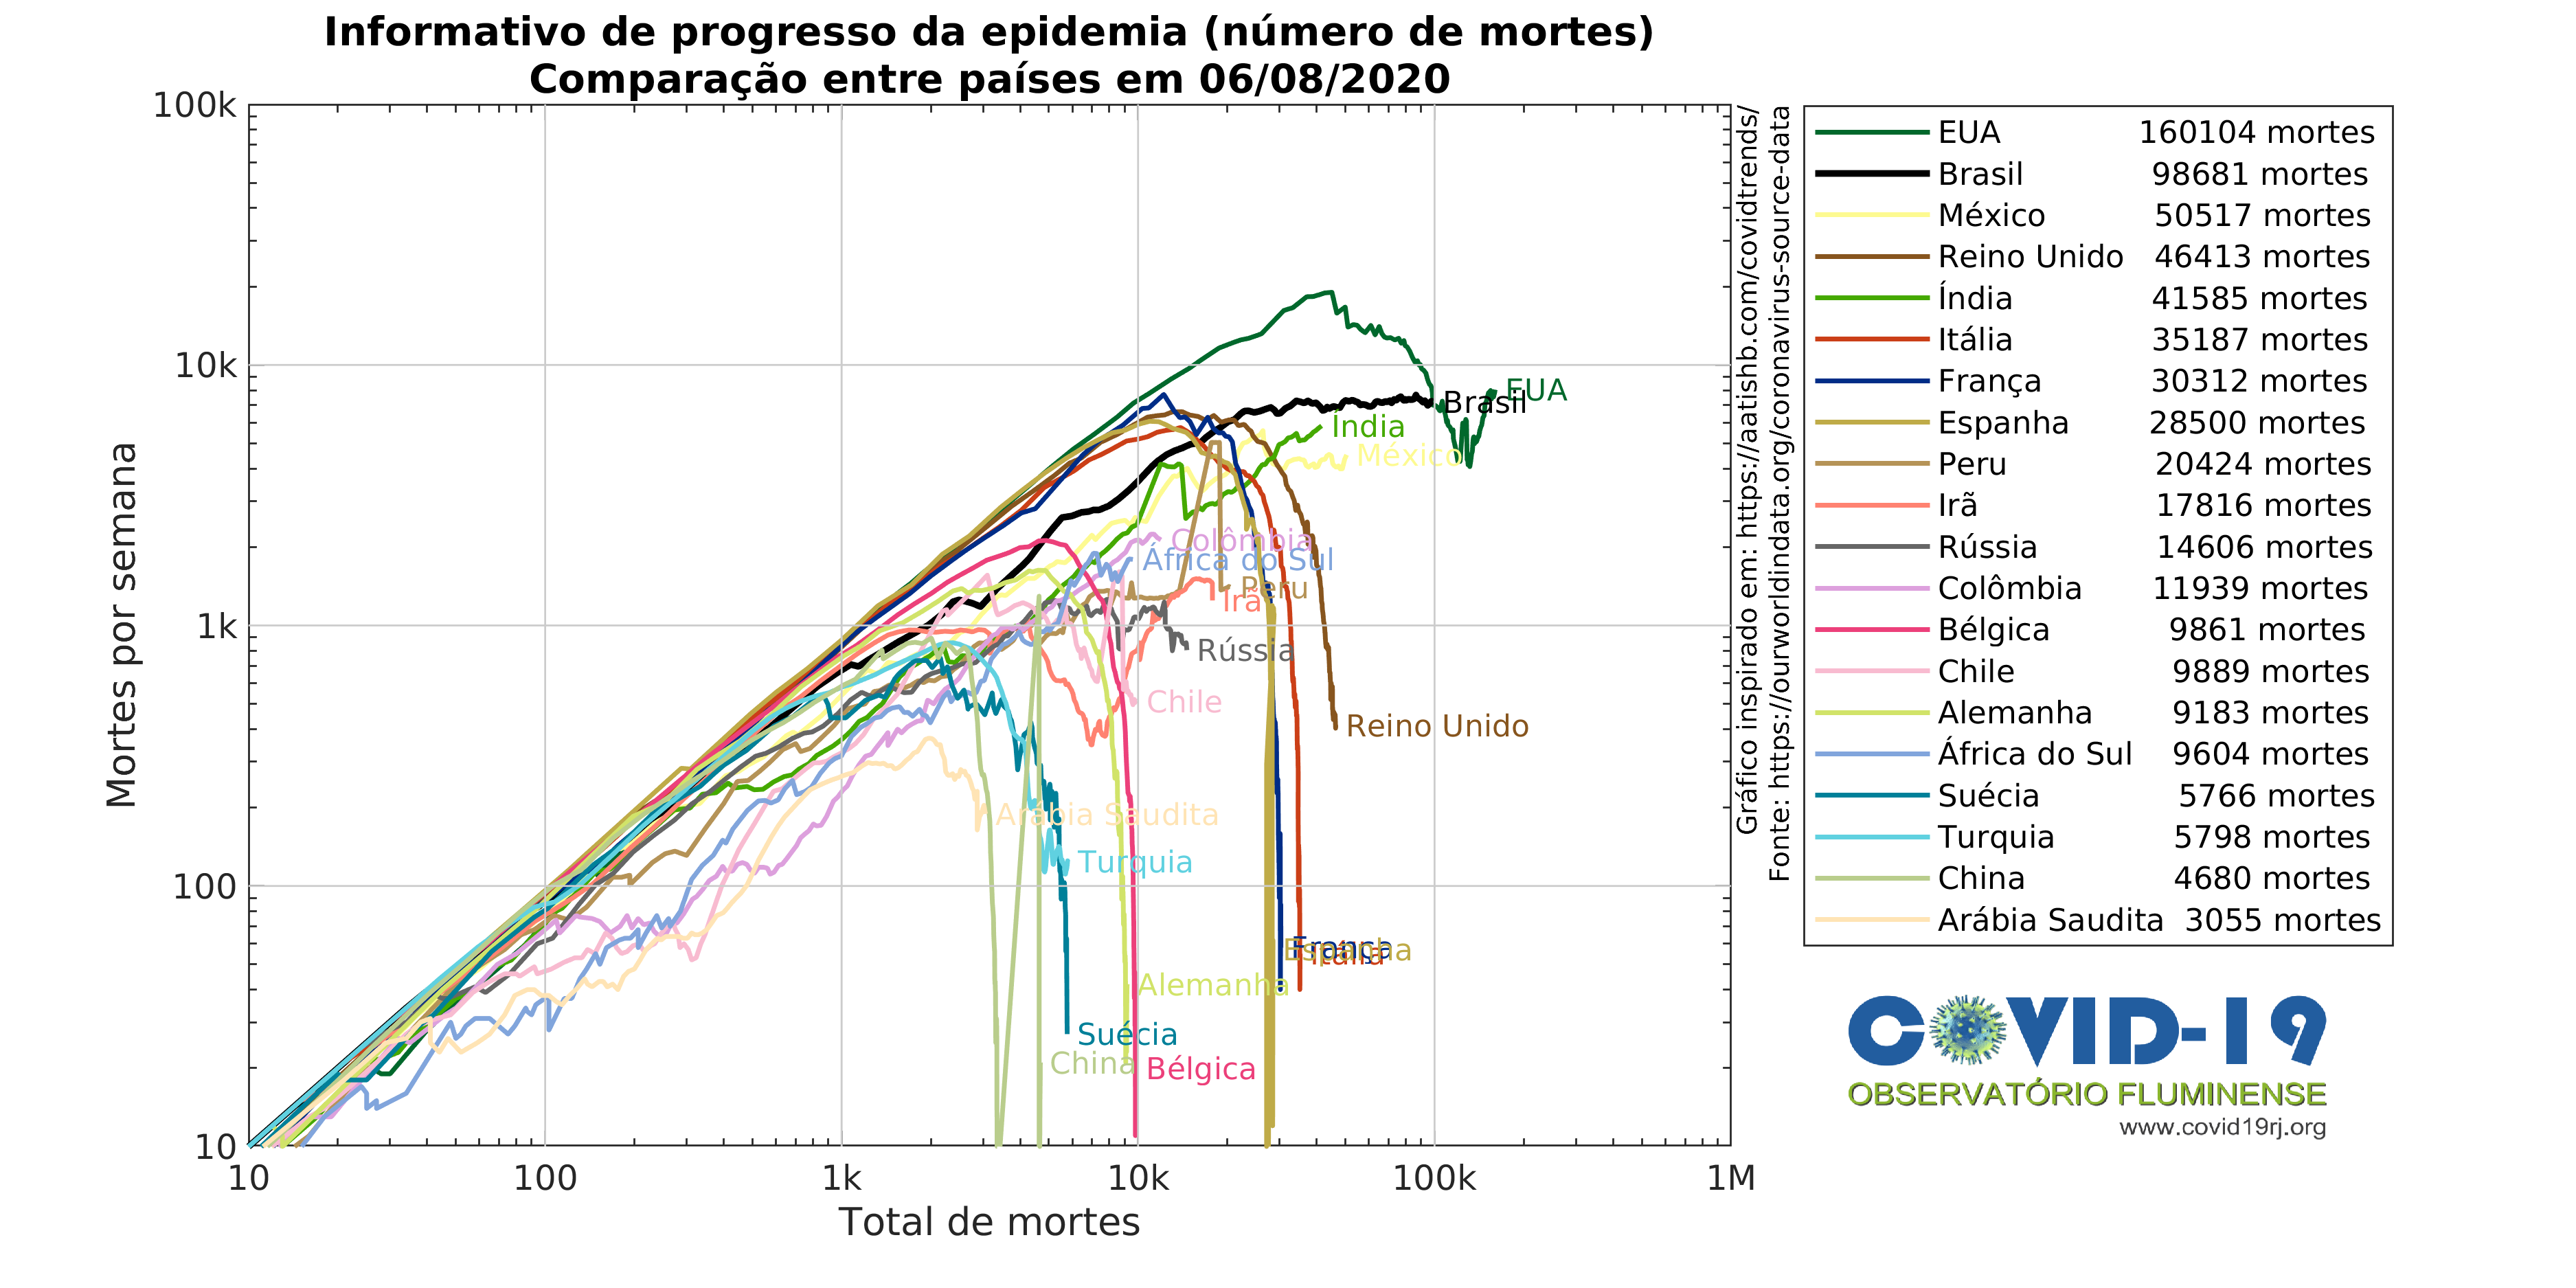 Informativo de progresso da epidemia (número de mortes)
Comparação entre países em 06/08/2020
100k
10k
1k
100
10
Mortes por semana
10
100
1k
10k
100k
1M
Total de mortes
EUA
Brasil
Índia
México
Colômbia
África do Sul
Peru
Irã
Rússia
Chile
Reino Unido
Arábia Saudita
Turquia
França
Espanha
Itália
Alemanha
Suécia
China
Bélgica
Gráfico inspirado em: https://aatishb.com/covidtrends/
Fonte: https://ourworldindata.org/coronavirus-source-data
EUA 160104 mortes
Brasil 98681 mortes
México 50517 mortes
Reino Unido 46413 mortes
Índia 41585 mortes
Itália 35187 mortes
França 30312 mortes
Espanha 28500 mortes
Peru 20424 mortes
Irã 17816 mortes
Rússia 14606 mortes
Colômbia 11939 mortes
Bélgica 9861 mortes
Chile 9889 mortes
Alemanha 9183 mortes
África do Sul 9604 mortes
Suécia 5766 mortes
Turquia 5798 mortes
China 4680 mortes
Arábia Saudita 3055 mortes
COVID-19
OBSERVATÓRIO FLUMINENSE
www.covid19rj.org